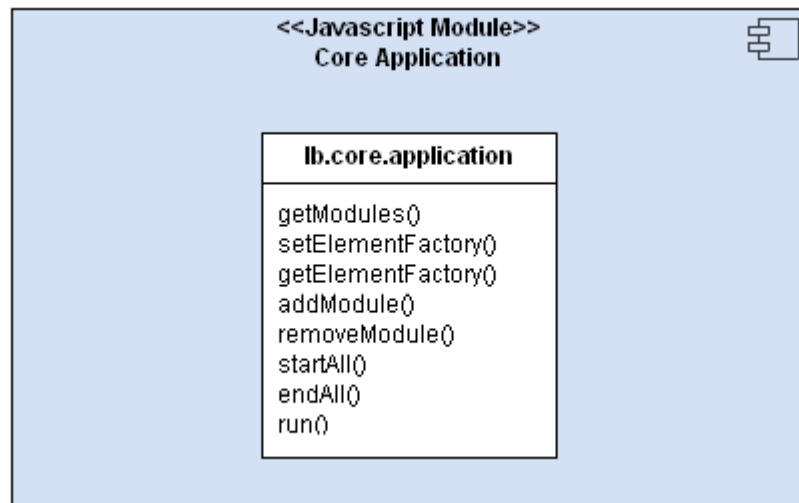 <<Javascript Module>>
Core Application
lb.core.application
getModules()
setElementFactory()
getElementFactory()
addModule()
removeModule()
startAll()
endAll()
run()